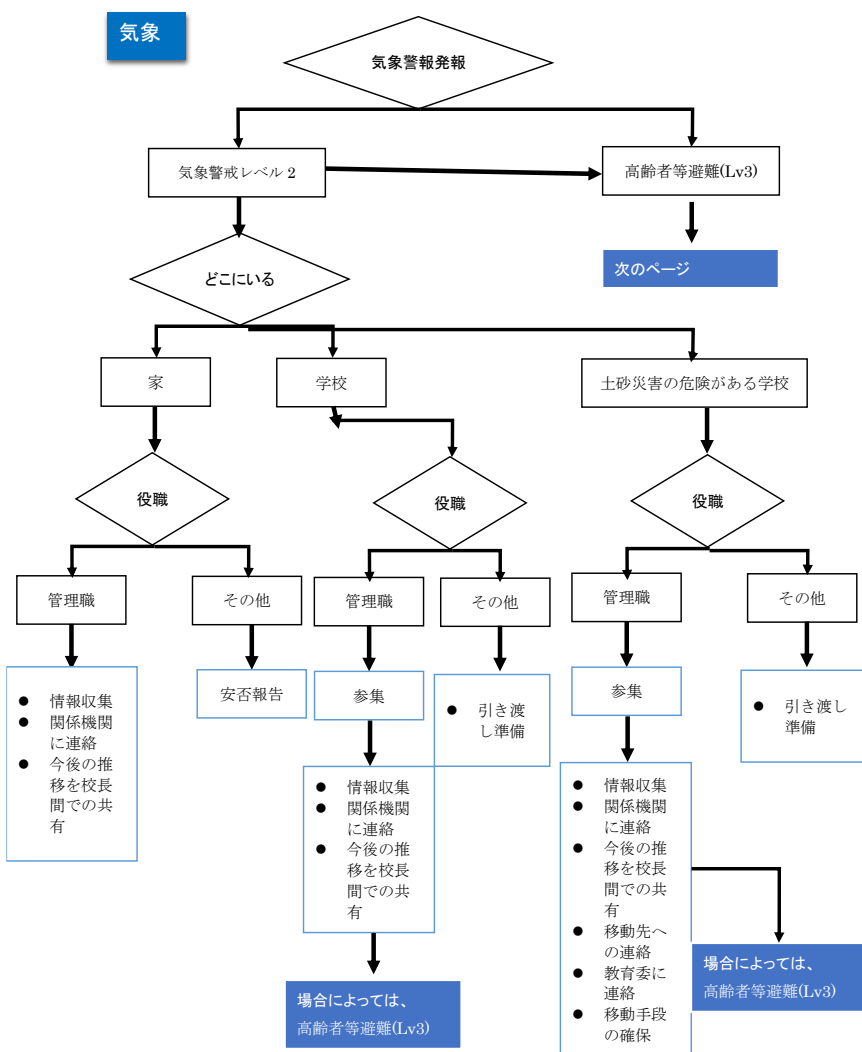 気象
気象警報発報
気象警戒レベル 2
高齢者等避難(Lv3)
次のページ
どこにいる
家
学校
土砂災害の危険がある学校
役職
役職
役職
管理職
その他
管理職
その他
管理職
その他
● 情報収集
● 関係機関
に連絡
● 今後の推
移を校長
間での共
有
安否報告
参集
● 引き渡
し準備
参集
● 引き渡し
準備
● 情報収集
● 関係機関
に連絡
● 今後の推
移を校長
間での共
有
● 情報収集
● 関係機関
に連絡
● 今後の推
移を校長
間での共
有
● 移動先へ
の連絡
● 教育委に
連絡
● 移動手段
の確保
場合によっては、
高齢者等避難(Lv3)
場合によっては、
高齢者等避難(Lv3)